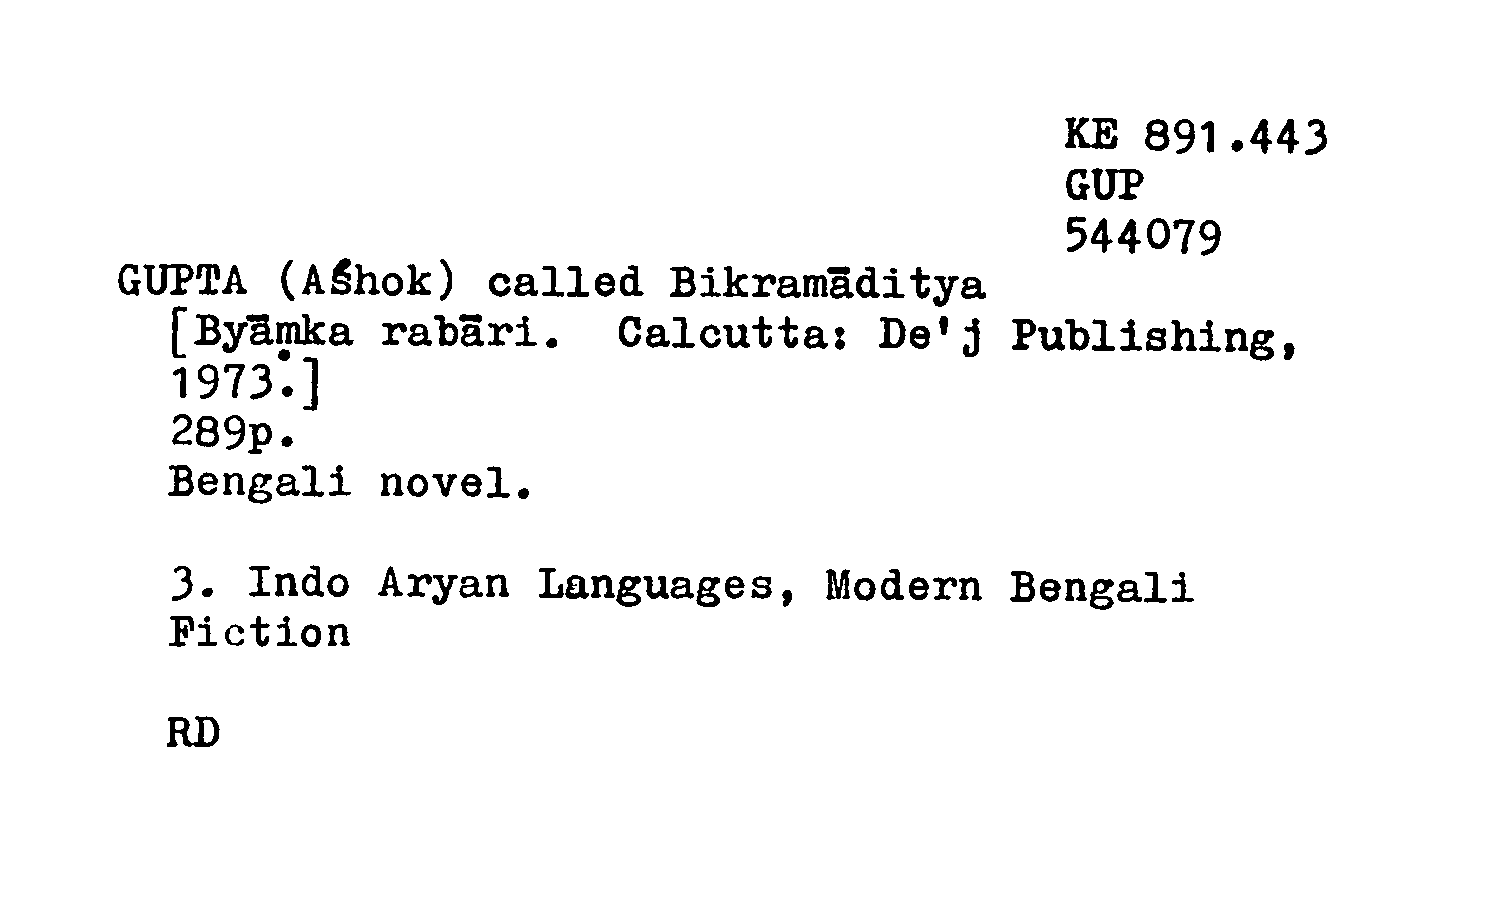 KE 891.443
GUP
544079
GUPTA (Aśhok) called Bikramāditya
[Byāṃka rabāri. Calcutta: De'j Publishing,
1973.]
289p.
Bengali novel.
3. Indo Aryan Languages, Modern Bengali
Fiction
RD